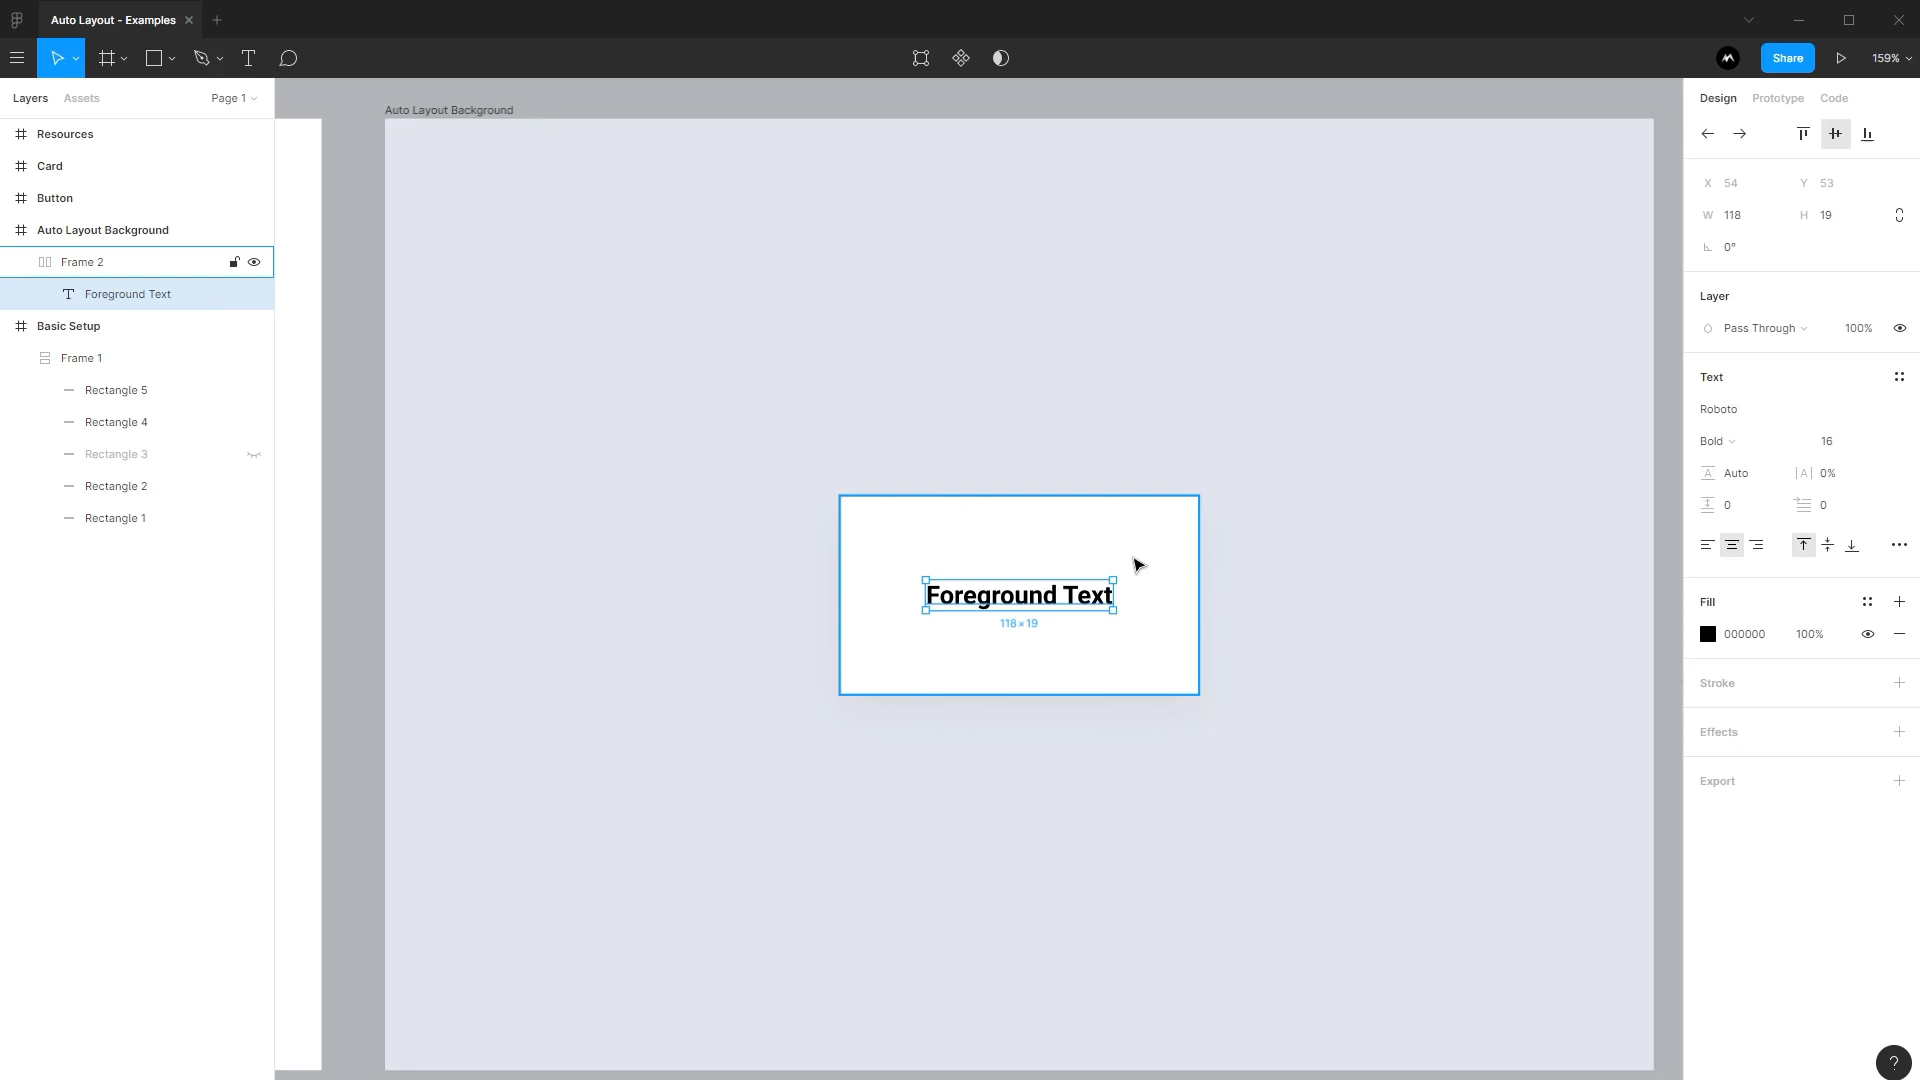 Auto Layout - Examples
Share
159%
Layers
Assets
Page 1
Resources
Card
Button
Auto Layout Background
Frame 2
Foreground Text
Basic Setup
Frame 1
Rectangle 5
Rectangle 4
Rectangle 3
Rectangle 2
Rectangle 1
Auto Layout Background
Foreground Text
118 × 19
Design
Prototype
Code
X 54
Y 53
W 118
H 19
0°
Layer
Pass Through
100%
Text
Roboto
Bold
16
A Auto
|A| 0%
0
0
Fill
000000
100%
Stroke
Effects
Export
?